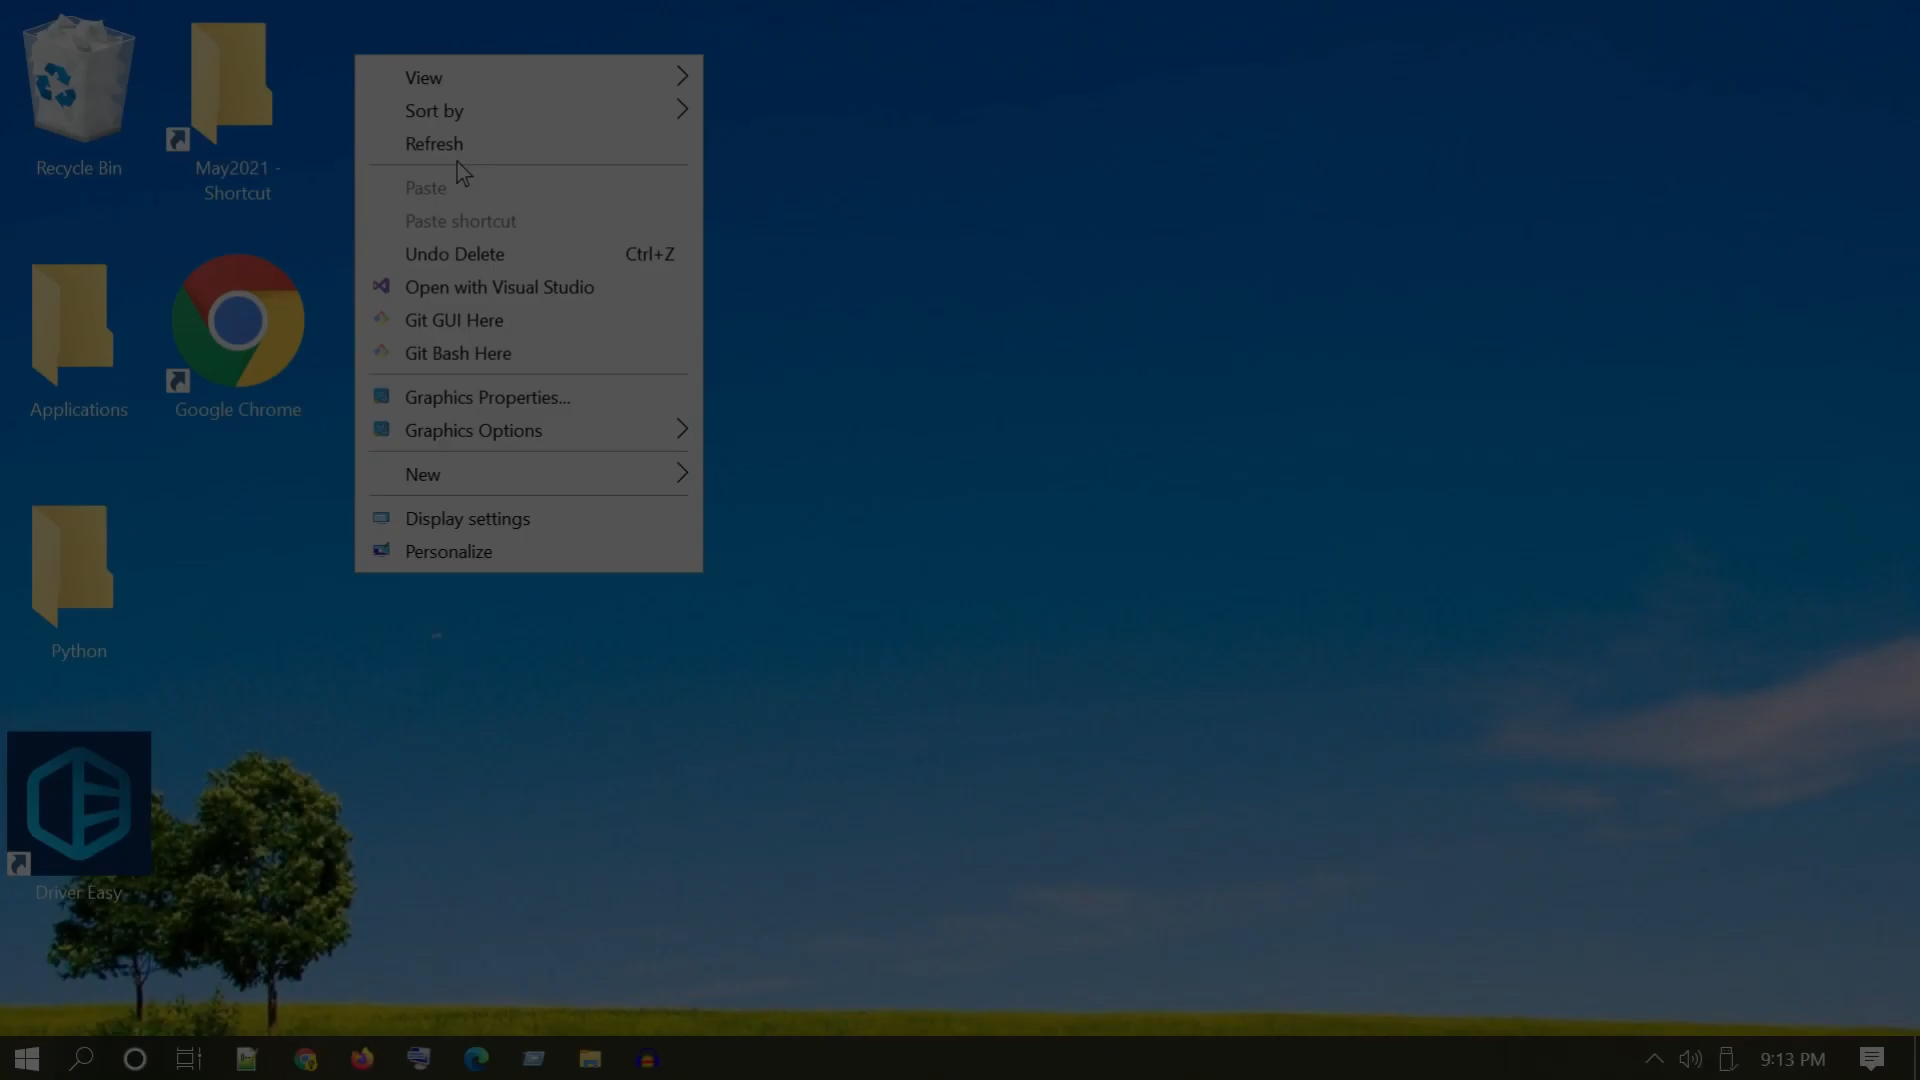 Recycle Bin
May2021 -
Shortcut
Applications
Google Chrome
Python
Driver Easy
View
Sort by
Refresh
Paste
Paste shortcut
Undo Delete Ctrl+Z
Open with Visual Studio
Git GUI Here
Git Bash Here
Graphics Properties...
Graphics Options
New
Display settings
Personalize
9:13 PM